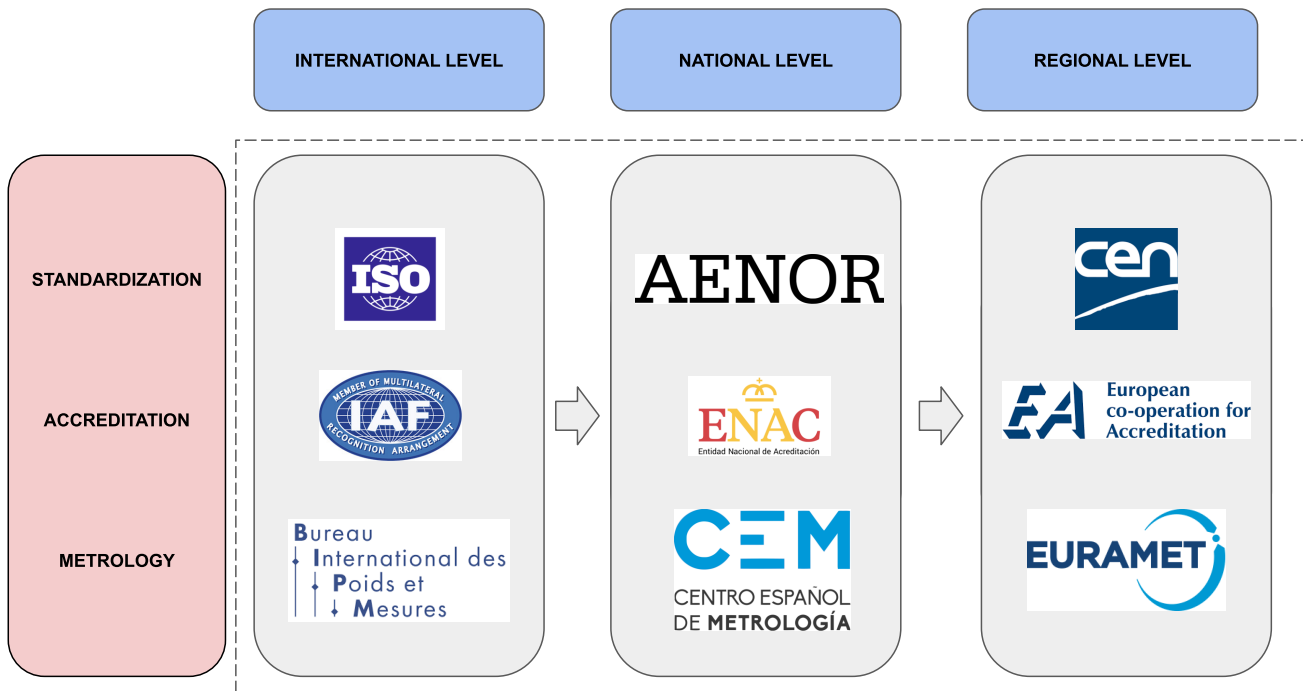 INTERNATIONAL LEVEL
NATIONAL LEVEL
REGIONAL LEVEL
STANDARDIZATION
ISO
AENOR
cen
ACCREDITATION
MEMBER OF MULTILATERAL
IAF
RECOGNITION ARRANGEMENT
ENAC
Entidad Nacional de Acreditación
EA
European
co-operation for
Accreditation
METROLOGY
Bureau
International des
Poids et
Mesures
CEM
CENTRO ESPAÑOL
DE METROLOGÍA
EURAMET